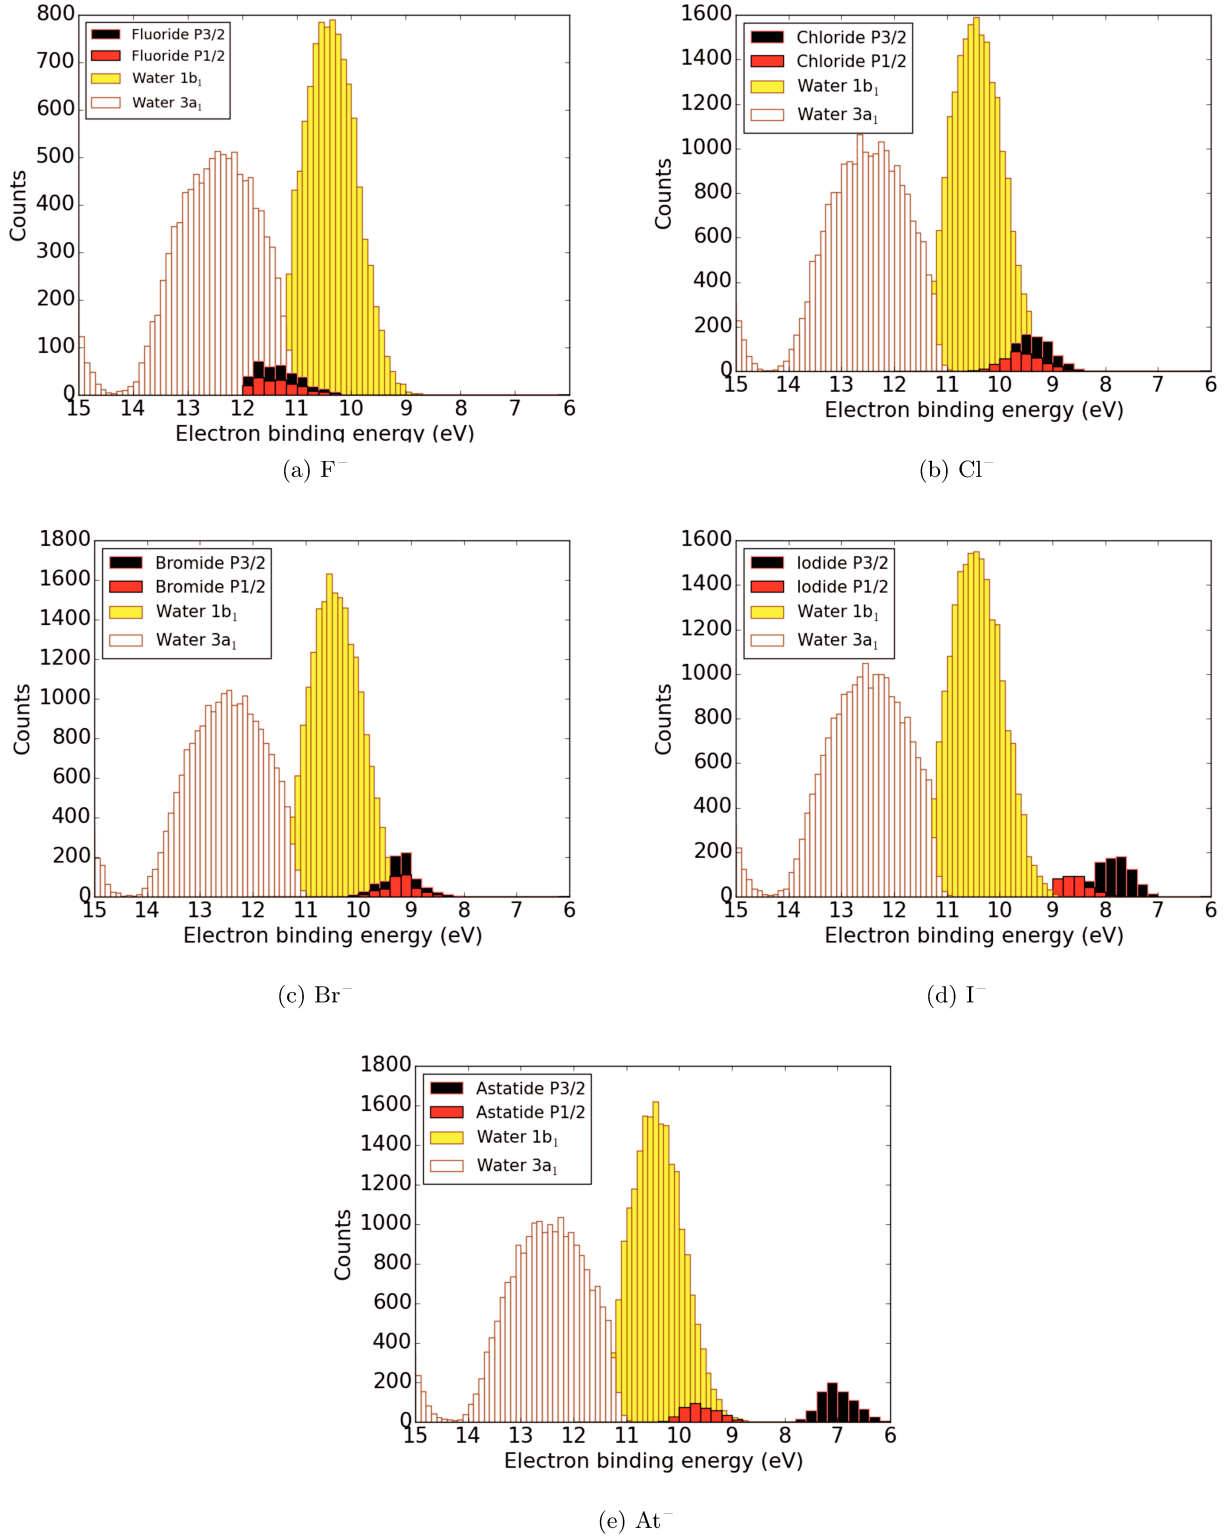 800
700
600
500
400
300
200
100
0
Counts
Fluoride P3/2
Fluoride P1/2
Water 1b₁
Water 3a₁
15 14 13 12 11 10 9 8 7 6
Electron binding energy (eV)
(a) F⁻
1600
1400
1200
1000
800
600
400
200
0
Counts
Chloride P3/2
Chloride P1/2
Water 1b₁
Water 3a₁
15 14 13 12 11 10 9 8 7 6
Electron binding energy (eV)
(b) Cl⁻
1800
1600
1400
1200
1000
800
600
400
200
0
Counts
Bromide P3/2
Bromide P1/2
Water 1b₁
Water 3a₁
15 14 13 12 11 10 9 8 7 6
Electron binding energy (eV)
(c) Br⁻
1600
1400
1200
1000
800
600
400
200
0
Counts
Iodide P3/2
Iodide P1/2
Water 1b₁
Water 3a₁
15 14 13 12 11 10 9 8 7 6
Electron binding energy (eV)
(d) I⁻
1800
1600
1400
1200
1000
800
600
400
200
0
Counts
Astatide P3/2
Astatide P1/2
Water 1b₁
Water 3a₁
15 14 13 12 11 10 9 8 7 6
Electron binding energy (eV)
(e) At⁻